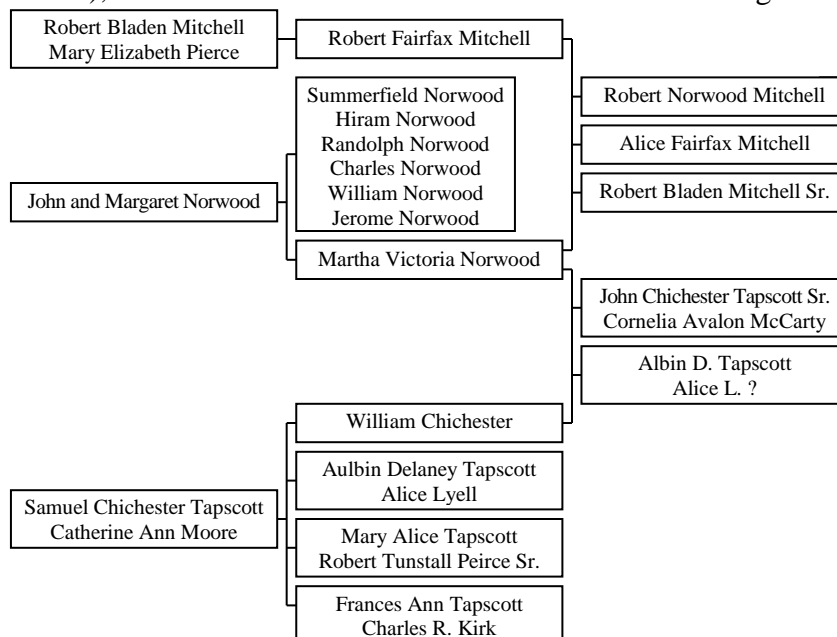 Robert Bladen Mitchell
Mary Elizabeth Pierce
Robert Fairfax Mitchell
Summerfield Norwood
Hiram Norwood
Randolph Norwood
Charles Norwood
William Norwood
Jerome Norwood
Robert Norwood Mitchell
Alice Fairfax Mitchell
Robert Bladen Mitchell Sr.
John and Margaret Norwood
Martha Victoria Norwood
John Chichester Tapscott Sr.
Cornelia Avalon McCarty
Albin D. Tapscott
Alice L. ?
William Chichester
Aulbin Delaney Tapscott
Alice Lyell
Samuel Chichester Tapscott
Catherine Ann Moore
Mary Alice Tapscott
Robert Tunstall Peirce Sr.
Frances Ann Tapscott
Charles R. Kirk